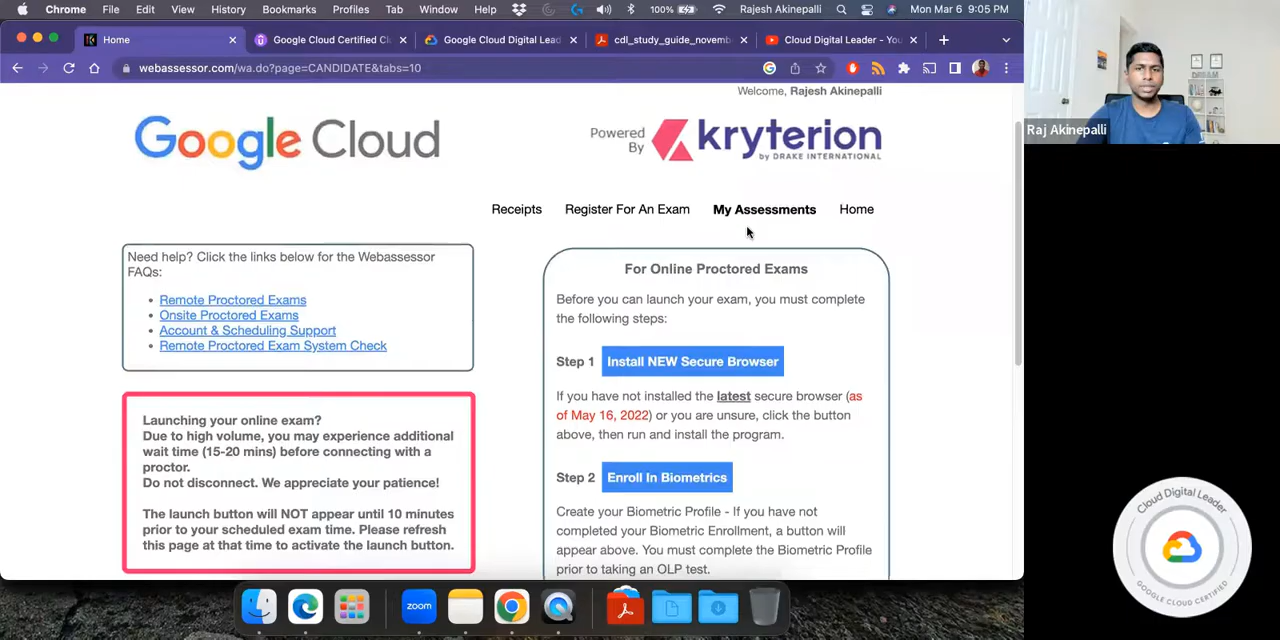 Chrome File Edit View History Bookmarks Profiles Tab Window Help 100% Rajesh Akinepalli Mon Mar 6 9:05 PM
Home Google Cloud Certified Cl Google Cloud Digital Lead cdl_study_guide_novemb Cloud Digital Leader - You
webassessor.com/wa.do?page=CANDIDATE&tabs=10
Welcome, Rajesh Akinepalli
Google Cloud
Powered
By
kryterion
by DRAKE INTERNATIONAL
Receipts Register For An Exam My Assessments Home
Need help? Click the links below for the Webassessor
FAQs:
• Remote Proctored Exams
• Onsite Proctored Exams
• Account & Scheduling Support
• Remote Proctored Exam System Check
Launching your online exam?
Due to high volume, you may experience additional
wait time (15-20 mins) before connecting with a
proctor.
Do not disconnect. We appreciate your patience!
The launch button will NOT appear until 10 minutes
prior to your scheduled exam time. Please refresh
this page at that time to activate the launch button.
For Online Proctored Exams
Before you can launch your exam, you must complete
the following steps:
Step 1 Install NEW Secure Browser
If you have not installed the latest secure browser (as
of May 16, 2022) or you are unsure, click the button
above, then run and install the program.
Step 2 Enroll In Biometrics
Create your Biometric Profile - If you have not
completed your Biometric Enrollment, a button will
appear above. You must complete the Biometric Profile
prior to taking an OLP test.
zoom
Raj Akinepalli
DREAM
Cloud Digital Leader
GOOGLE CLOUD CERTIFIED